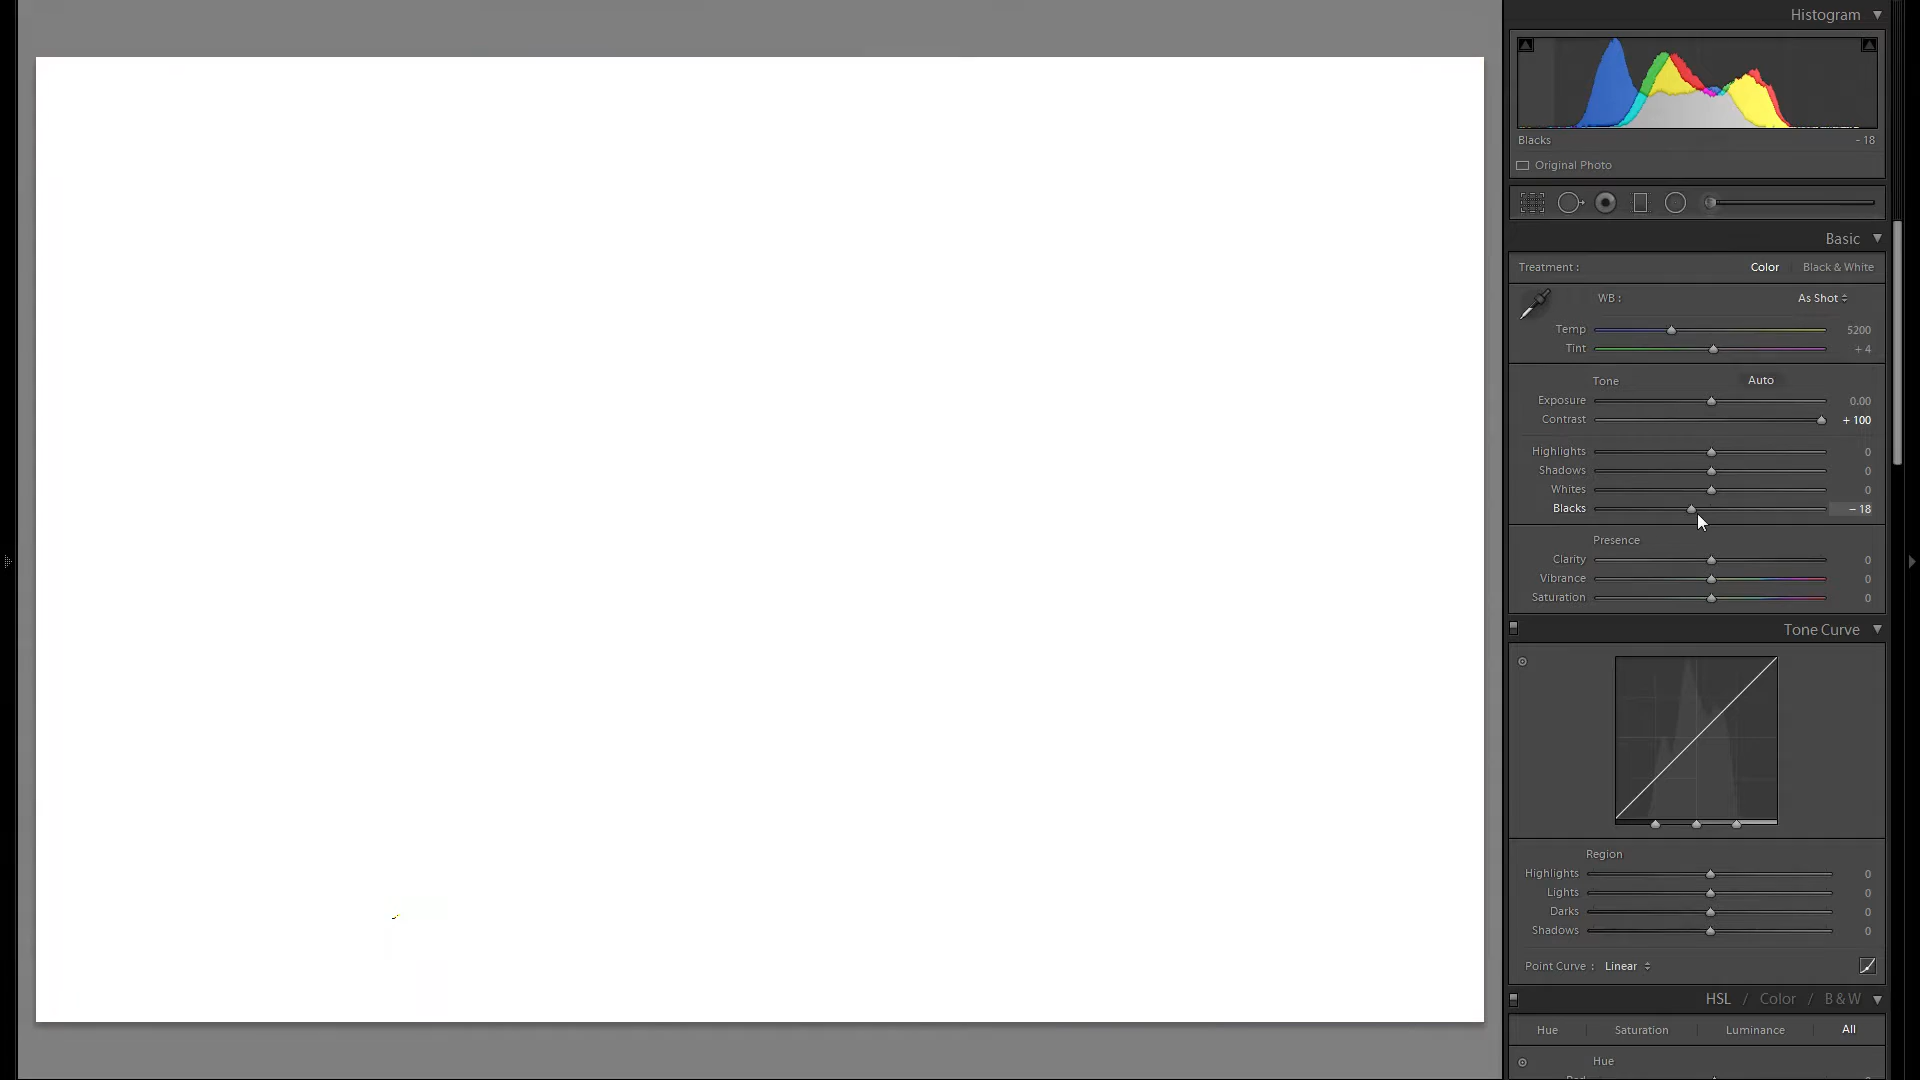 Histogram
Blacks - 18
Original Photo
Basic
Treatment : Color Black & White
WB : As Shot
Temp 5200
Tint + 4
Tone Auto
Exposure 0.00
Contrast + 100
Highlights 0
Shadows 0
Whites 0
Blacks - 18
Presence
Clarity 0
Vibrance 0
Saturation 0
Tone Curve
Region
Highlights 0
Lights 0
Darks 0
Shadows 0
Point Curve : Linear
HSL / Color / B & W
Hue Saturation Luminance All
Hue